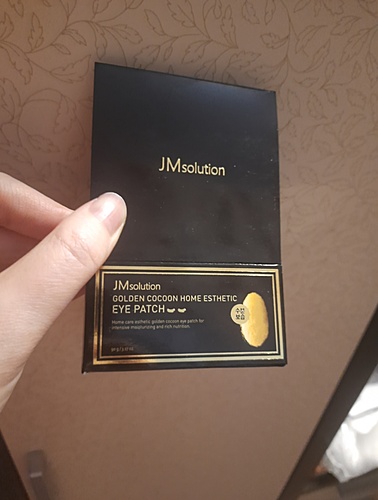 JMsolution
JMsolution
GOLDEN COCOON HOME ESTHETIC
EYE PATCH
Home care esthetic golden cocoon eye patch for
intensive moisturizing and rich nutrition.